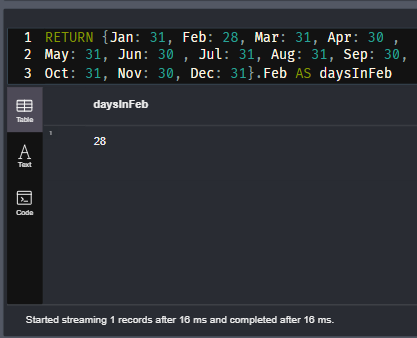 1 RETURN {Jan: 31, Feb: 28, Mar: 31, Apr: 30 ,
2 May: 31, Jun: 30 , Jul: 31, Aug: 31, Sep: 30,
3 Oct: 31, Nov: 30, Dec: 31}.Feb AS daysInFeb
daysInFeb
Table
1
28
A
Text
>_
Code
Started streaming 1 records after 16 ms and completed after 16 ms.